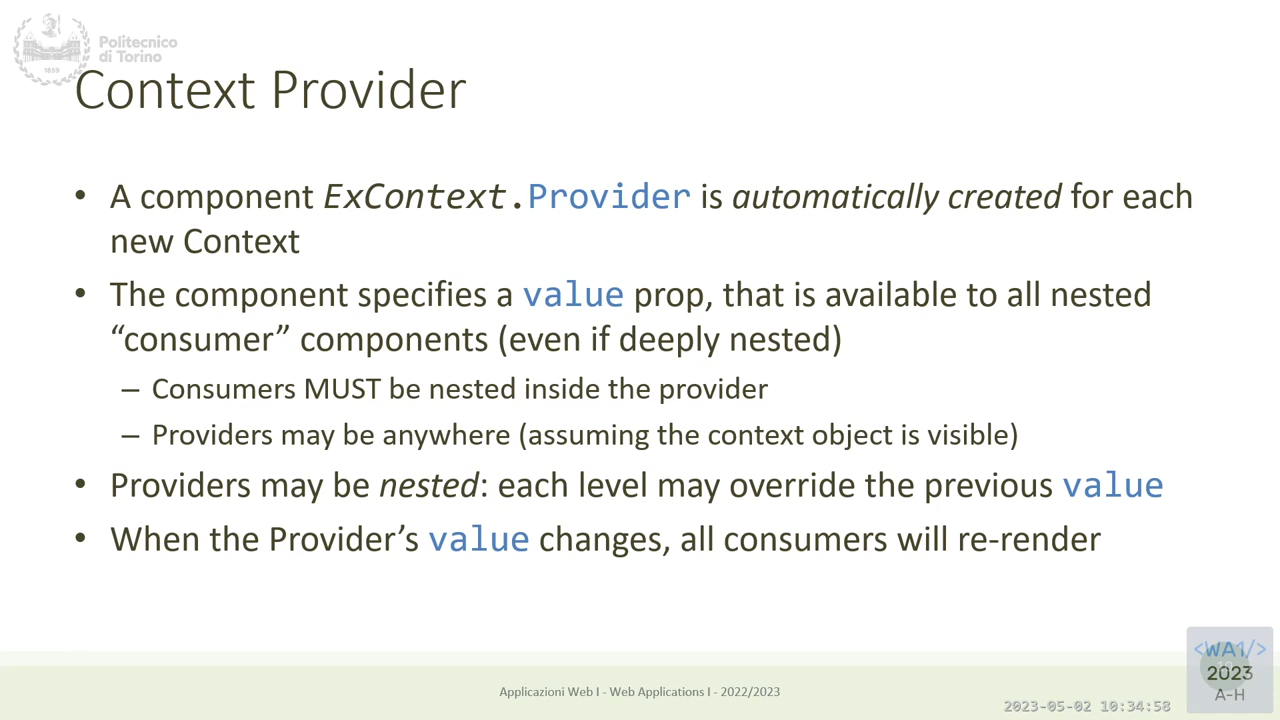 Politecnico
di Torino
1859
Context Provider
• A component ExContext.Provider is automatically created for each
new Context
• The component specifies a value prop, that is available to all nested
“consumer” components (even if deeply nested)
– Consumers MUST be nested inside the provider
– Providers may be anywhere (assuming the context object is visible)
• Providers may be nested: each level may override the previous value
• When the Provider’s value changes, all consumers will re-render
Applicazioni Web I - Web Applications I - 2022/2023
2023-05-02 10:34:58
<WA1/>
2023
A-H